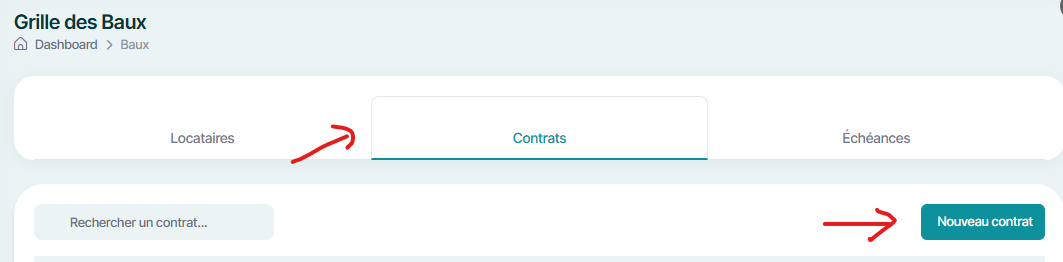 Grille des Baux
Dashboard > Baux
Locataires Contrats Échéances
Rechercher un contrat... Nouveau contrat